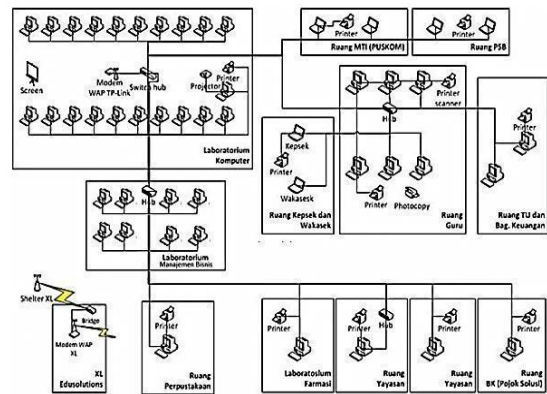 Printer
Ruang MTI (PUSKOM)
Printer
Ruang PSB
Screen
Modem
WAP TP-Link
Switch hub
Projector
Printer
Laboratorium
Komputer
Hub
Printer
scanner
Kepsek
Printer
Wakasesk
Ruang Kepsek dan
Wakasek
Printer
Photocopy
Ruang
Guru
Printer
Ruang TU dan
Bag. Keuangan
Hub
Laboratorium
Manajemen Bisnis
Shelter XL
Bridge
Modem WAP
XL
XL
Edusolutions
Printer
Ruang
Perpustakaan
Printer
Laboratosium
Farmasi
Printer
Hub
Ruang
Yayasan
Printer
Ruang
Yayasan
Printer
Ruang
BK (Pojok Solusi)